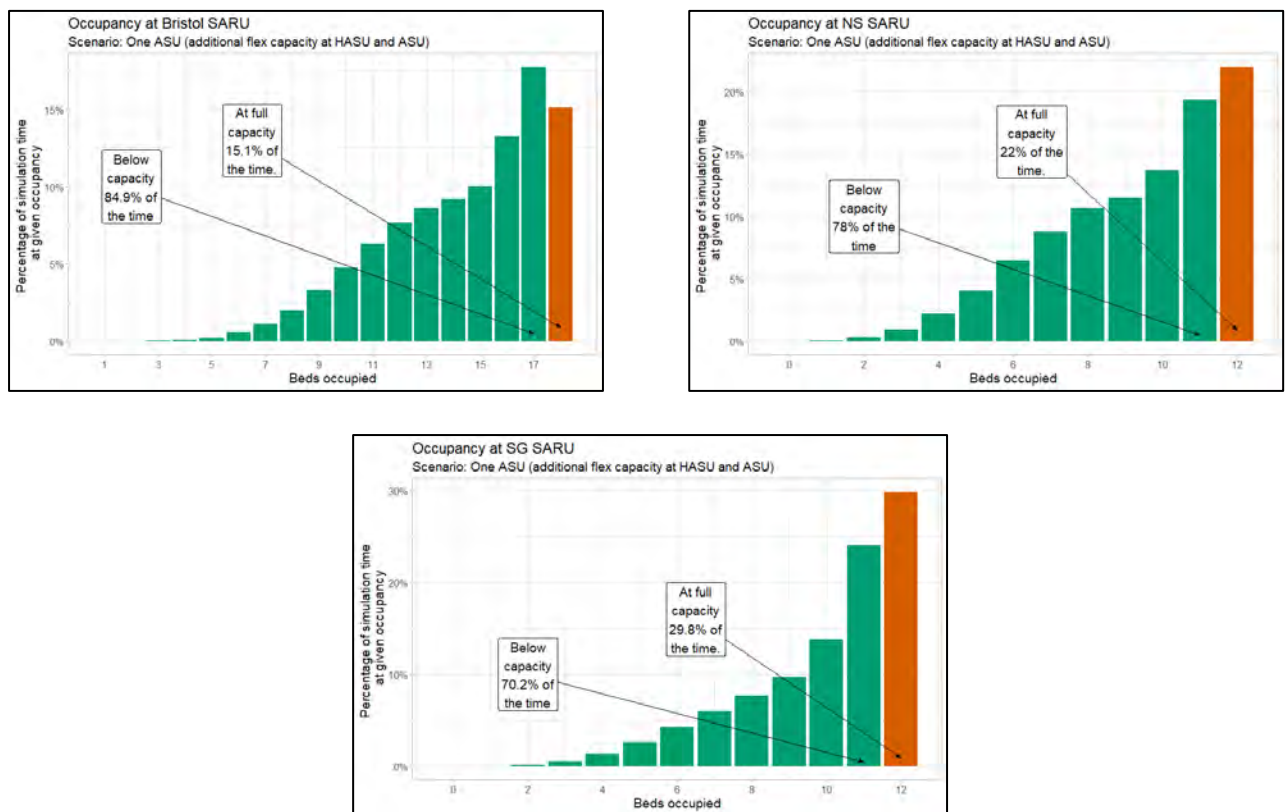 Occupancy at Bristol SARU
Scenario: One ASU (additional flex capacity at HASU and ASU)
Percentage of simulation time
at given occupancy
15%
10%
5%
0%
At full
capacity
15.1% of
the time.
Below
capacity
84.9% of
the time
1 3 5 7 9 11 13 15 17
Beds occupied
Occupancy at NS SARU
Scenario: One ASU (additional flex capacity at HASU and ASU)
Percentage of simulation time
at given occupancy
20%
15%
10%
5%
0%
At full
capacity
22% of the
time.
Below
capacity
78% of the
time
0 2 4 6 8 10 12
Beds occupied
Occupancy at SG SARU
Scenario: One ASU (additional flex capacity at HASU and ASU)
Percentage of simulation time
at given occupancy
30%
20%
10%
0%
At full
capacity
29.8% of
the time.
Below
capacity
70.2% of
the time
0 2 4 6 8 10 12
Beds occupied